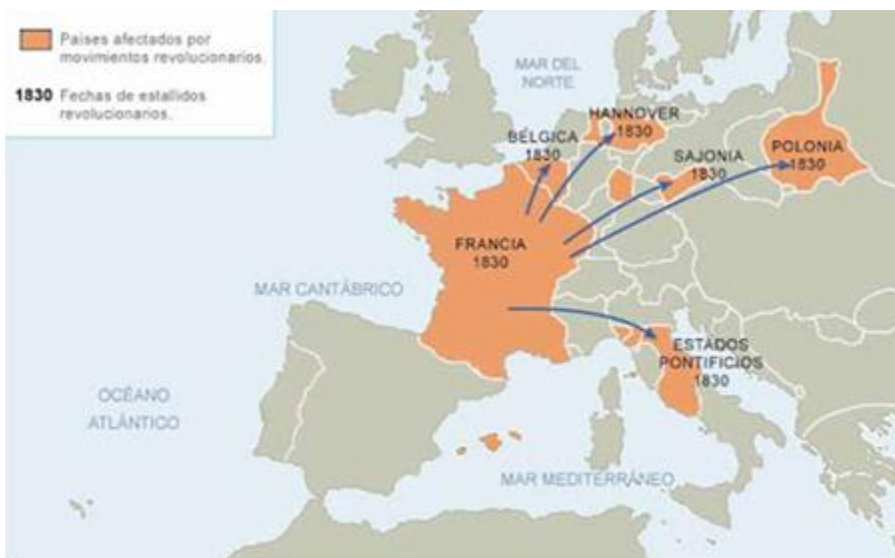 Países afectados por
movimientos revolucionarios.
1830 Fechas de estallidos
revolucionarios.
MAR DEL
NORTE
HANNOVER
1830
BÉLGICA
1830
SAJONIA
1830
POLONIA
1830
FRANCIA
1830
MAR CANTÁBRICO
ESTADOS
PONTIFICIOS
1830
OCÉANO
ATLÁNTICO
MAR MEDITERRÁNEO